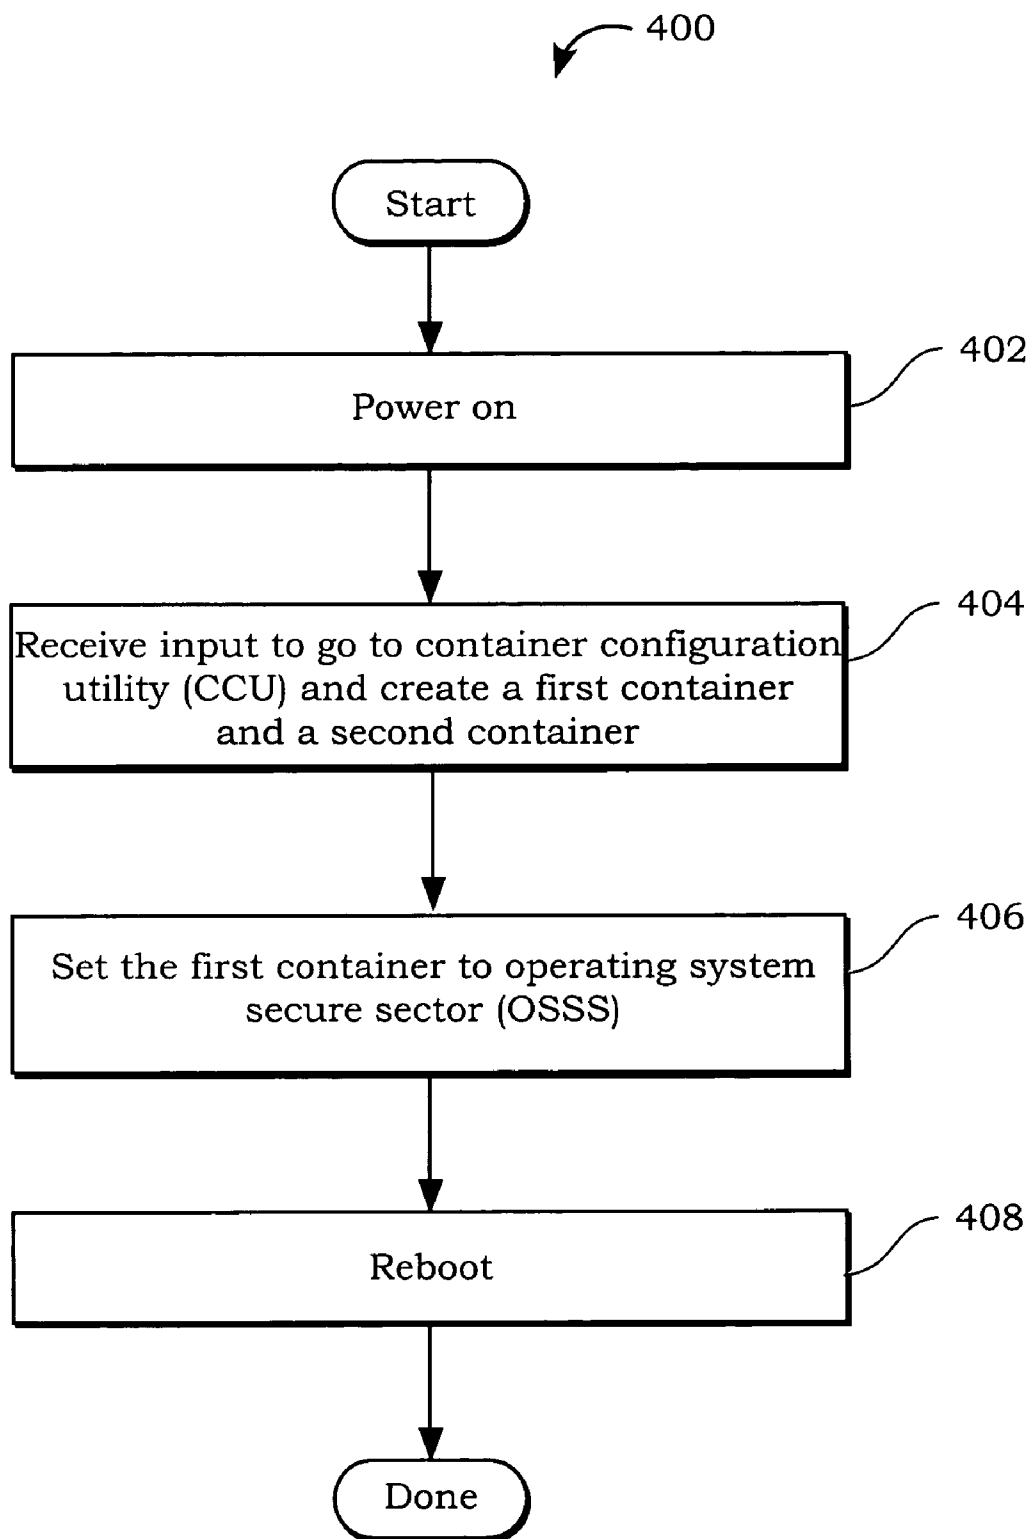 400
Start
Power on
402
Receive input to go to container configuration
utility (CCU) and create a first container
and a second container
404
Set the first container to operating system
secure sector (OSSS)
406
Reboot
408
Done